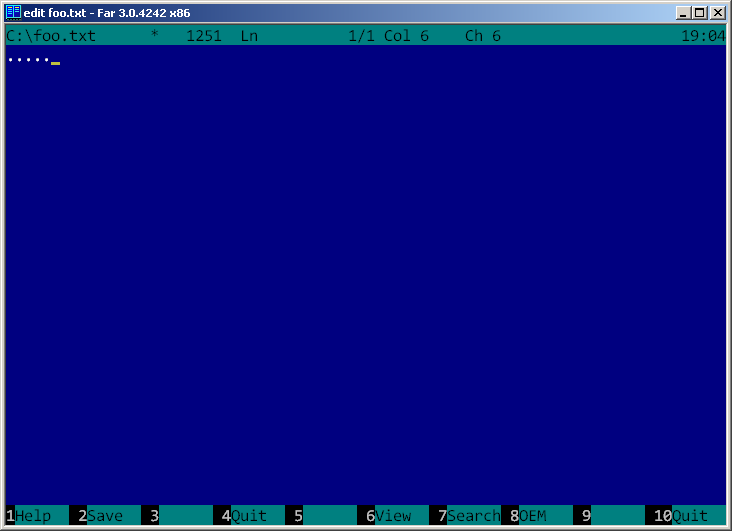 edit foo.txt - Far 3.0.4242 x86
C:\foo.txt * 1251 Ln 1/1 Col 6 Ch 6 19:04
·····
1Help 2Save 3 4Quit 5 6View 7Search 8OEM 9 10Quit